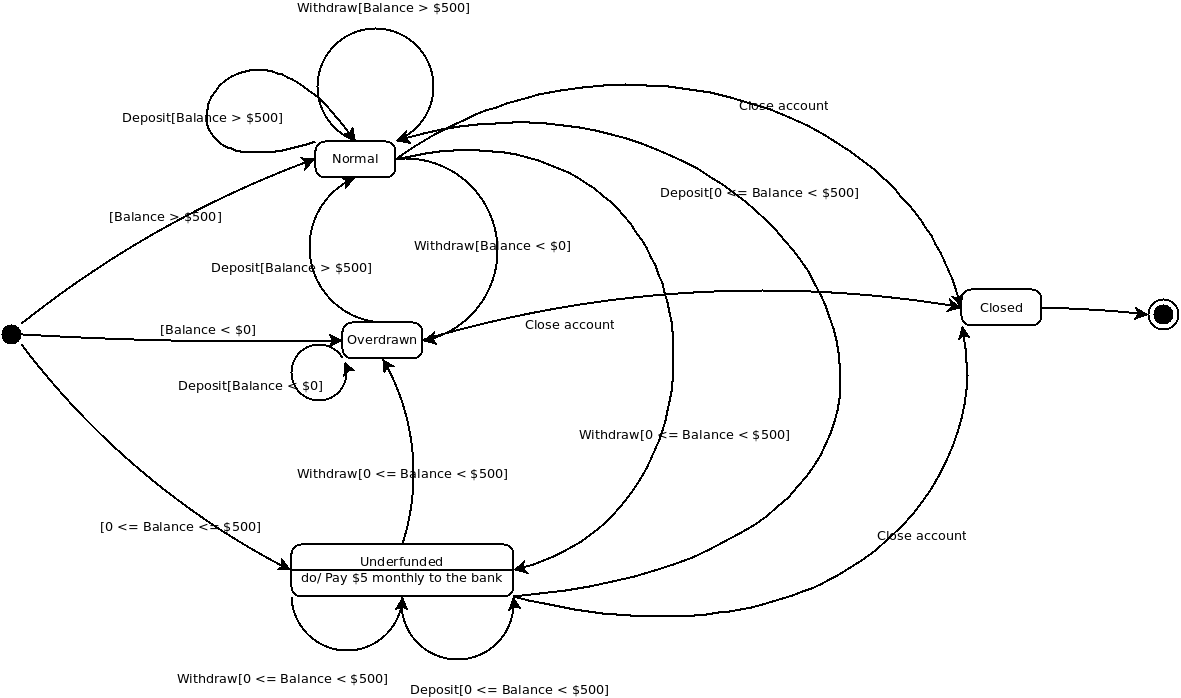 Withdraw[Balance > $500]
Close account
Deposit[Balance > $500]
Normal
Deposit[0 <= Balance < $500]
[Balance > $500]
Withdraw[Balance < $0]
Deposit[Balance > $500]
Closed
Close account
[Balance < $0]
Overdrawn
Deposit[Balance < $0]
Withdraw[0 <= Balance < $500]
Withdraw[0 <= Balance < $500]
[0 <= Balance <= $500]
Close account
Underfunded
do/ Pay $5 monthly to the bank
Withdraw[0 <= Balance < $500]
Deposit[0 <= Balance < $500]